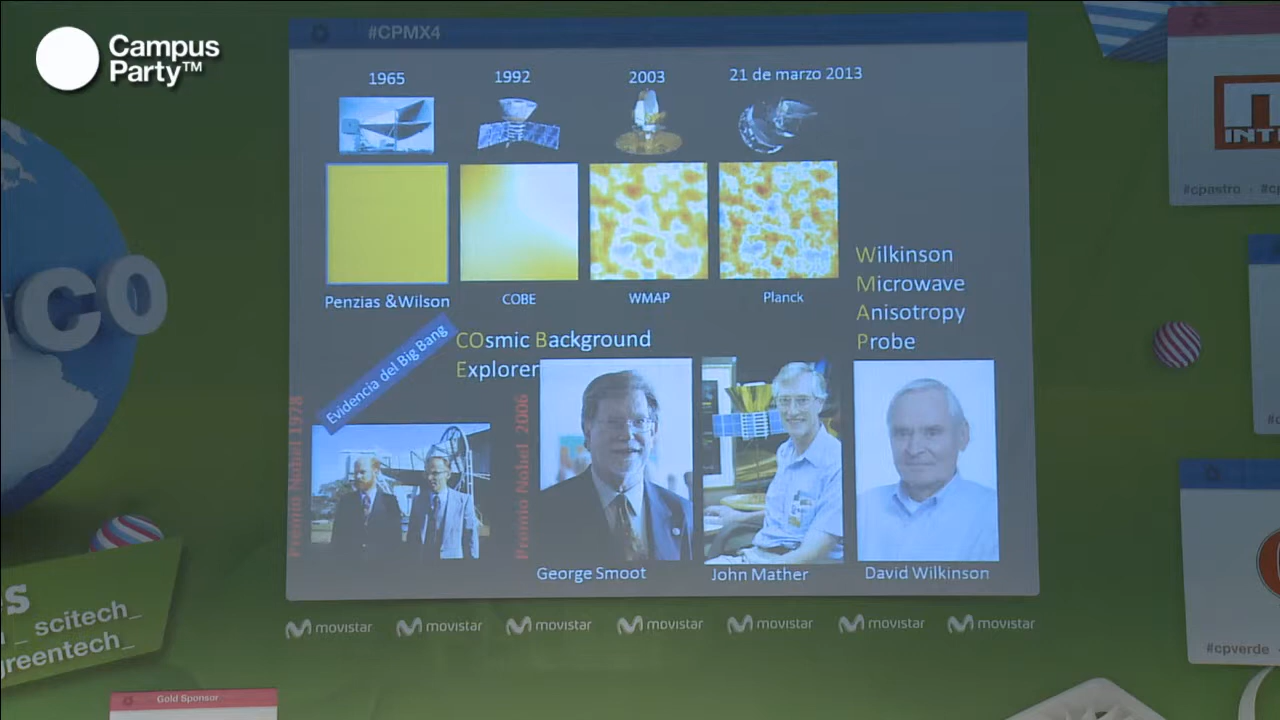 Campus
Party™
#CPMX4
1965
1992
2003
21 de marzo 2013
Penzias &Wilson
COBE
WMAP
Planck
Wilkinson
Microwave
Anisotropy
Probe
Evidencia del Big Bang
COsmic Background
Explorer
Premio Nobel 1978
Premio Nobel 2006
George Smoot
John Mather
David Wilkinson
movistar
movistar
movistar
movistar
movistar
movistar
movistar
CO
s
scitech_
greentech_
Gold Sponsor
INT
#cpastro
#cpverde